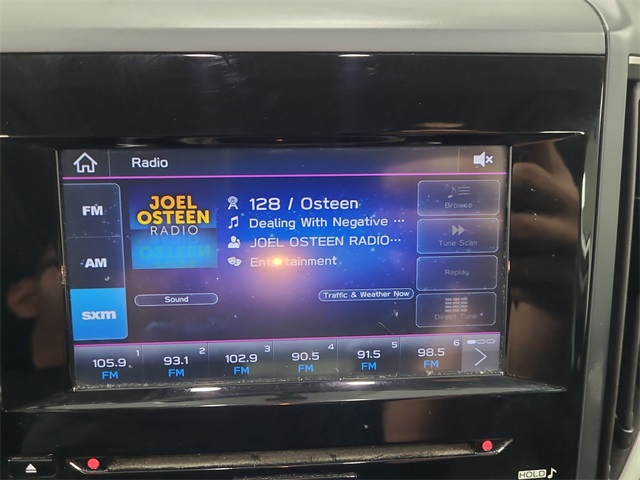 Radio
FM
AM
sxm
JOEL
OSTEEN
RADIO
128 / Osteen
Dealing With Negative ...
JOEL OSTEEN RADIO...
Entertainment
Sound
Traffic & Weather Now
Browse
Tune Scan
Replay
Direct Tune
1 105.9 FM
2 93.1 FM
3 102.9 FM
4 90.5 FM
5 91.5 FM
6 98.5 FM
HOLD